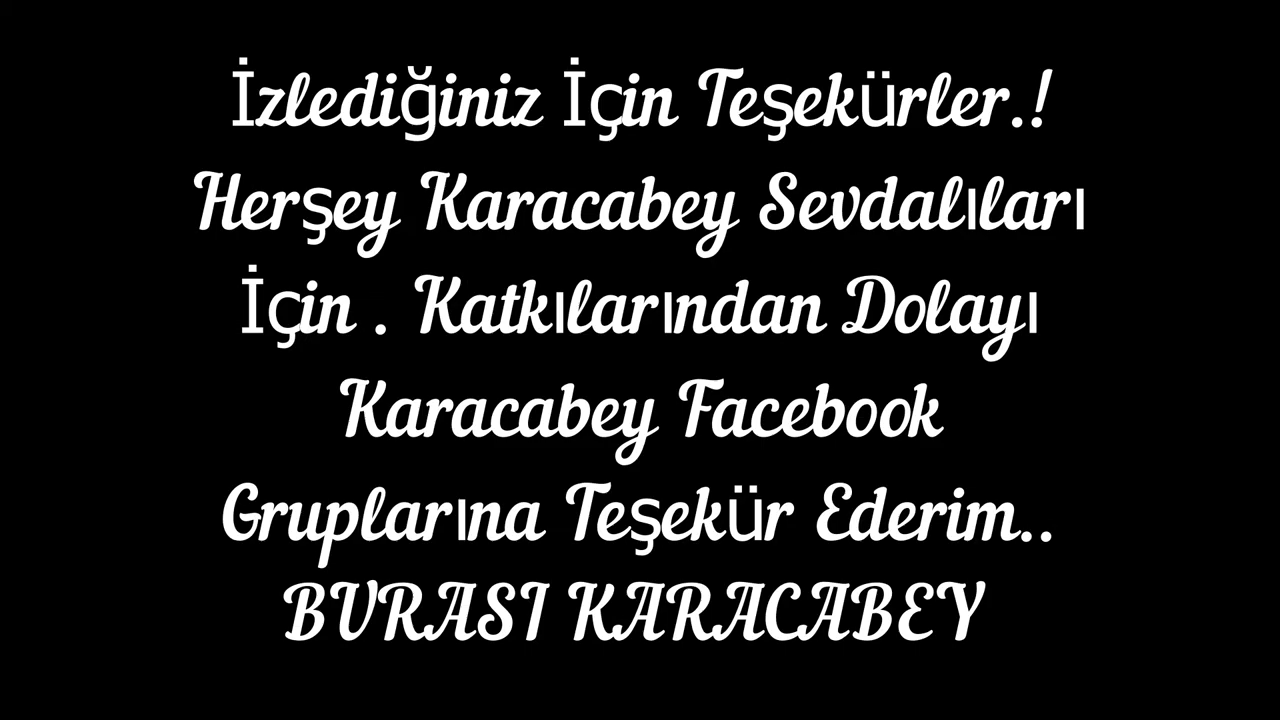 İzlediğiniz İçin Teşekürler.!
Herşey Karacabey Sevdalıları
İçin . Katkılarından Dolayı
Karacabey Facebook
Gruplarına Teşekür Ederim..
BURASI KARACABEY